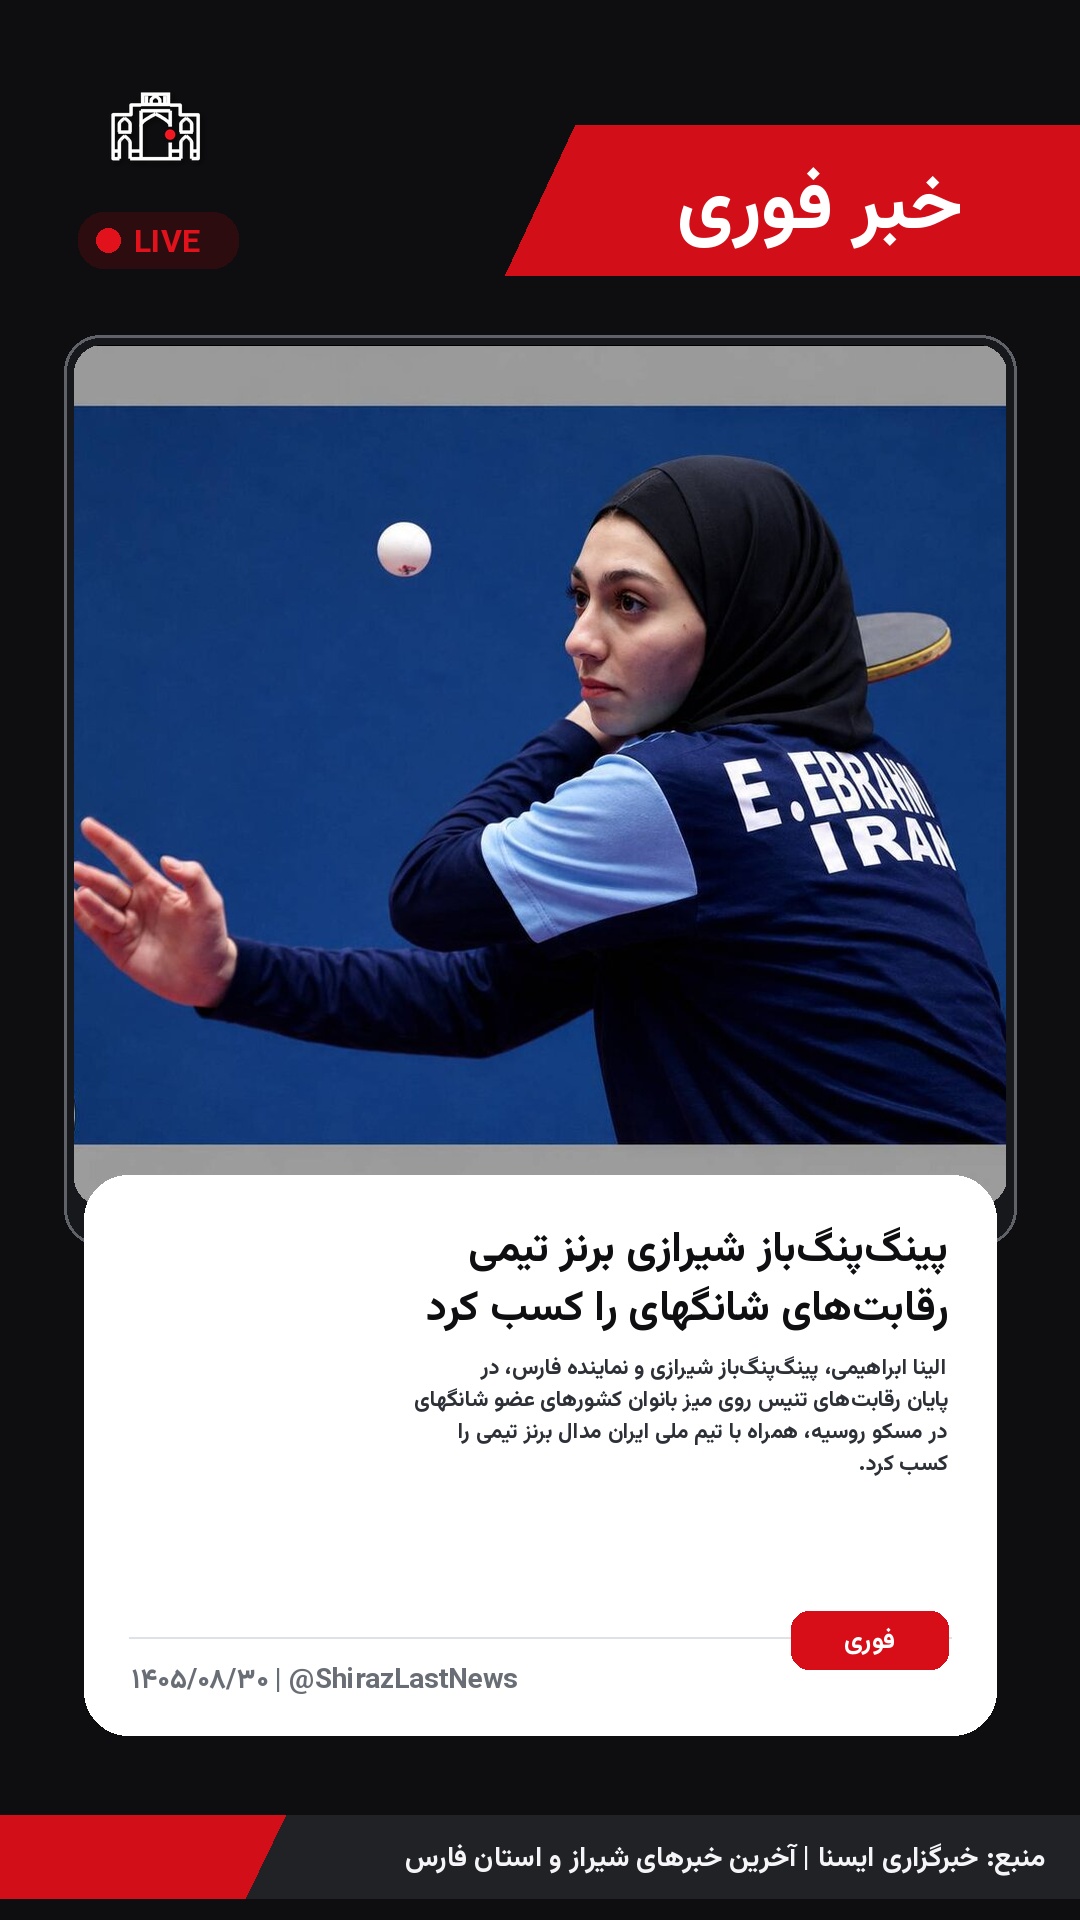 خبر فوری
LIVE
E.EBRAHIMI
IRAN
پینگ‌پنگ‌باز شیرازی برنز تیمی
رقابت‌های شانگهای را کسب کرد
الینا ابراهیمی، پینگ‌پنگ‌باز شیرازی و نماینده فارس، در
پایان رقابت‌های تنیس روی میز بانوان کشورهای عضو شانگهای
در مسکو روسیه، همراه با تیم ملی ایران مدال برنز تیمی را
کسب کرد.
فوری
۱۴۰۵/۰۸/۳۰ | @ShirazLastNews
منبع: خبرگزاری ایسنا | آخرین خبرهای شیراز و استان فارس